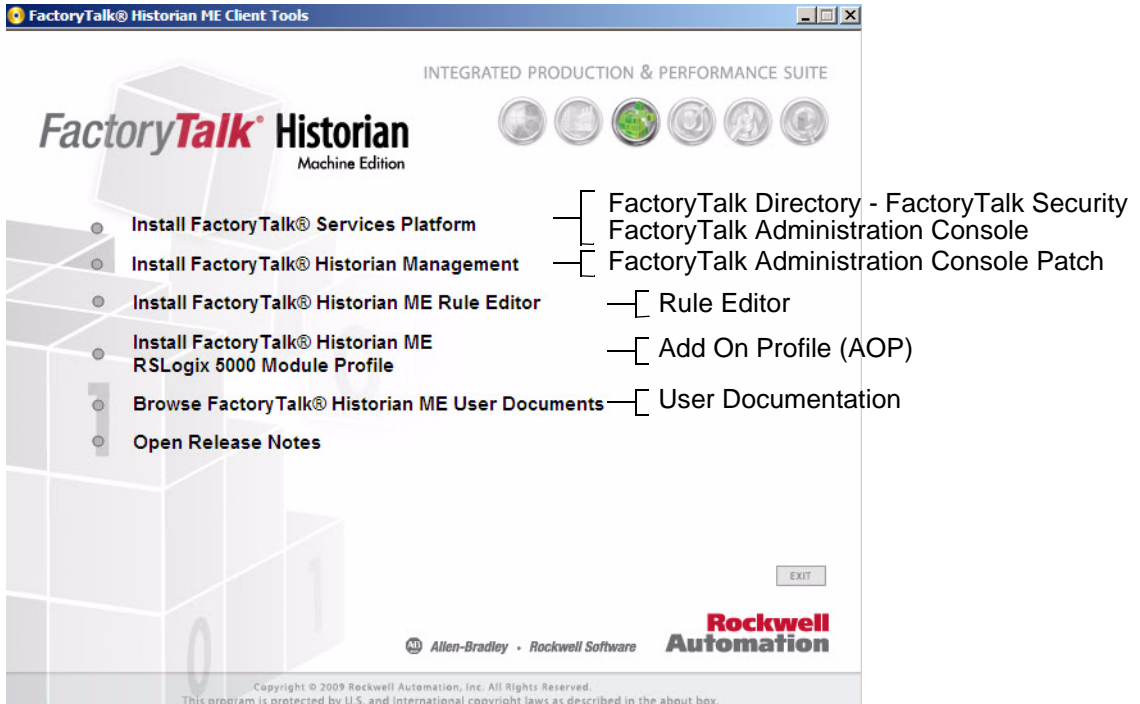 FactoryTalk® Historian ME Client Tools
INTEGRATED PRODUCTION & PERFORMANCE SUITE
FactoryTalk® Historian
Machine Edition
Install FactoryTalk® Services Platform
FactoryTalk Directory - FactoryTalk Security
FactoryTalk Administration Console
Install FactoryTalk® Historian Management
FactoryTalk Administration Console Patch
Install FactoryTalk® Historian ME Rule Editor
Rule Editor
Install FactoryTalk® Historian ME
RSLogix 5000 Module Profile
Add On Profile (AOP)
Browse FactoryTalk® Historian ME User Documents
User Documentation
Open Release Notes
EXIT
AB Allen-Bradley · Rockwell Software
Rockwell
Automation
Copyright © 2009 Rockwell Automation, Inc. All Rights Reserved.
This program is protected by U.S. and International copyright laws as described in the about box.